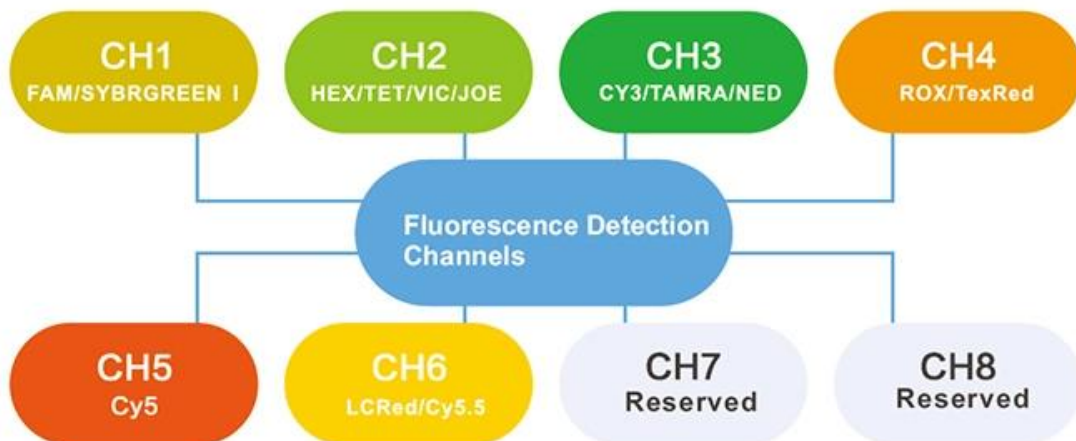 CH1
FAM/SYBRGREEN I
CH2
HEX/TET/VIC/JOE
CH3
CY3/TAMRA/NED
CH4
ROX/TexRed
Fluorescence Detection
Channels
CH5
Cy5
CH6
LCRed/Cy5.5
CH7
Reserved
CH8
Reserved